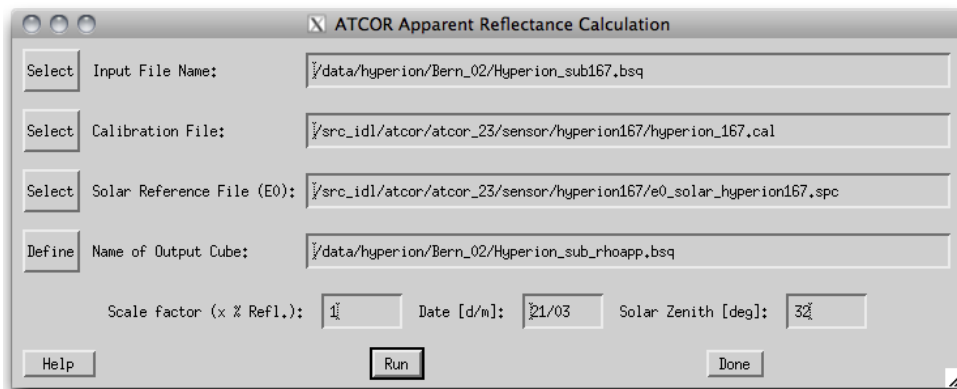 X ATCOR Apparent Reflectance Calculation
Select Input File Name: /data/hyperion/Bern_02/Hyperion_sub167.bsq
Select Calibration File: /src_idl/atcor/atcor_23/sensor/hyperion167/hyperion_167.cal
Select Solar Reference File (E0): /src_idl/atcor/atcor_23/sensor/hyperion167/e0_solar_hyperion167.spc
Define Name of Output Cube: /data/hyperion/Bern_02/Hyperion_sub_rhoapp.bsq
Scale factor (x % Refl.): 1 Date [d/m]: 21/03 Solar Zenith [deg]: 32
Help Run Done